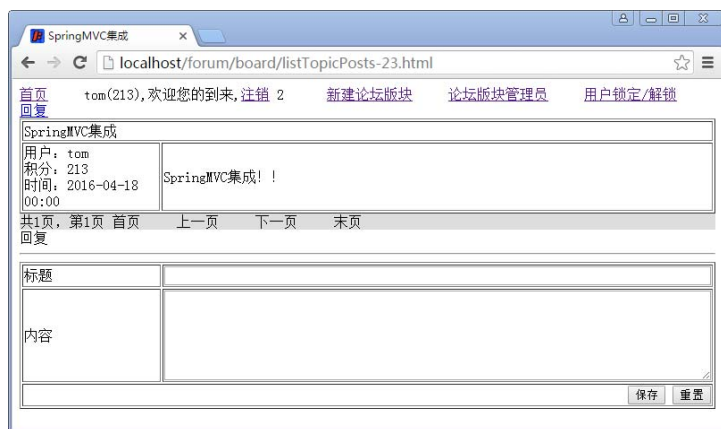 SpringMVC集成
localhost/forum/board/listTopicPosts-23.html
首页 tom(213),欢迎您的到来,注销 2 新建论坛版块 论坛版块管理员 用户锁定/解锁
回复
SpringMVC集成
用户：tom
积分：213
时间：2016-04-18
00:00
SpringMVC集成！！
共1页，第1页 首页 上一页 下一页 末页
回复
标题
内容
保存 重置